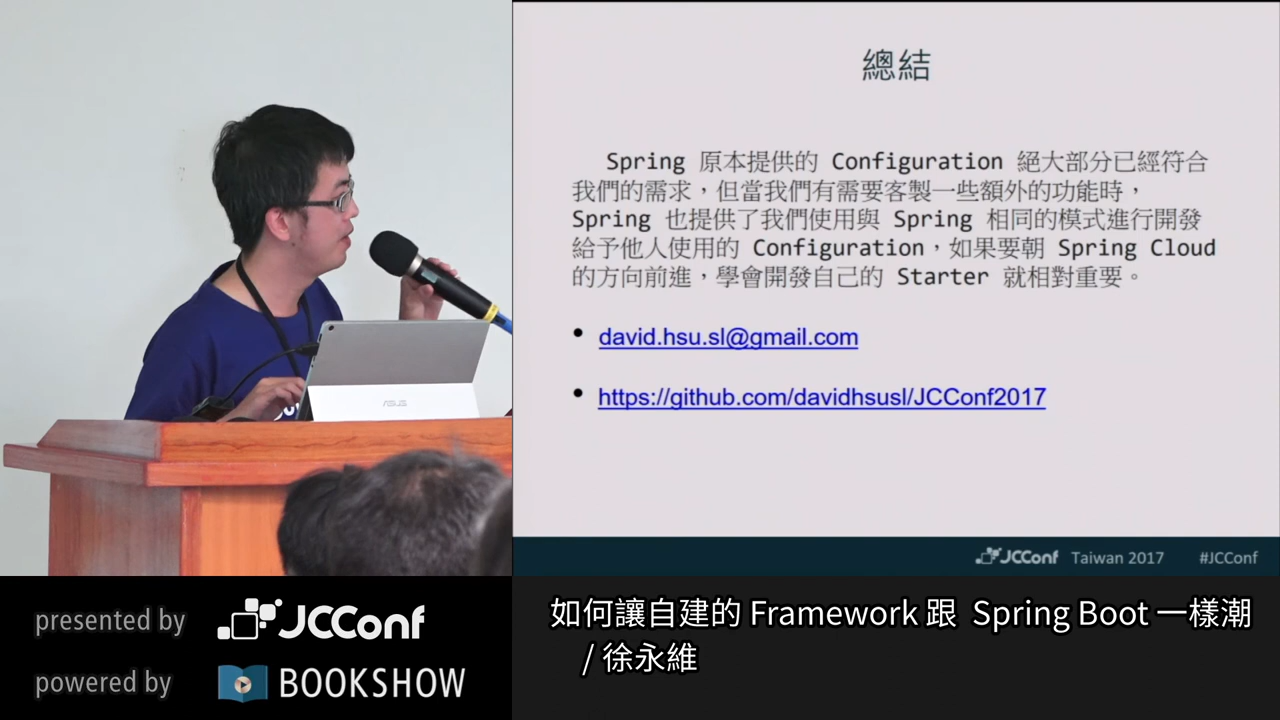 總結
Spring 原本提供的 Configuration 絕大部分已經符合
我們的需求，但當我們有需要客製一些額外的功能時，
Spring 也提供了我們使用與 Spring 相同的模式進行開發
給予他人使用的 Configuration，如果要朝 Spring Cloud
的方向前進，學會開發自己的 Starter 就相對重要。
• david.hsu.sl@gmail.com
• https://github.com/davidhsusl/JCConf2017
JCConf Taiwan 2017 #JCConf
ASUS
presented by JCConf
powered by BOOKSHOW
如何讓自建的 Framework 跟 Spring Boot 一樣潮
/ 徐永維